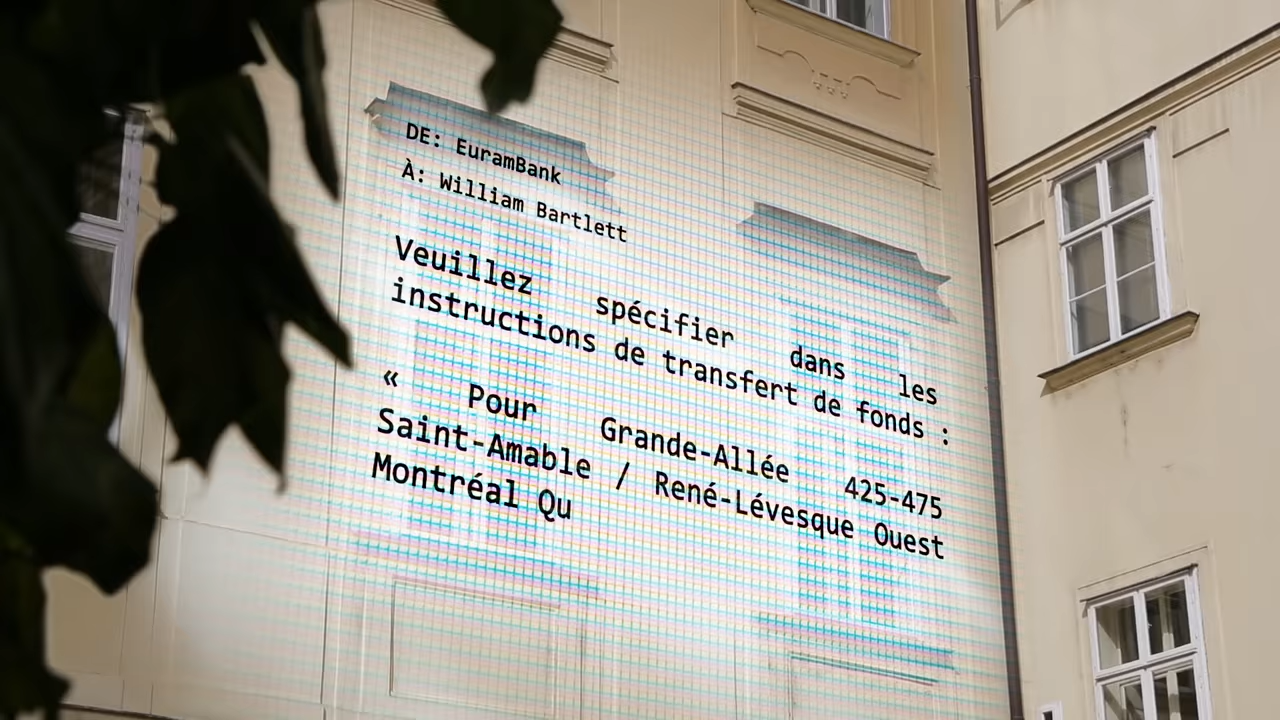 DE: EuramBank
À: William Bartlett
Veuillez spécifier dans les
instructions de transfert de fonds :
« Pour Grande-Allée 425-475
Saint-Amable / René-Lévesque Ouest
Montréal Qu